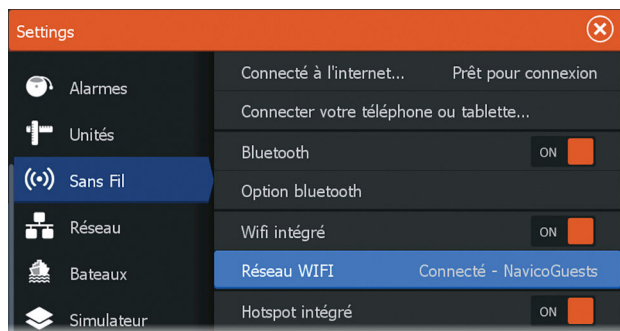 Settings
Alarmes
Unités
Sans Fil
Réseau
Bateaux
Simulateur
Connecté à l'internet... Prêt pour connexion
Connecter votre téléphone ou tablette...
Bluetooth ON
Option bluetooth
Wifi intégré ON
Réseau WIFI Connecté - NavicoGuests
Hotspot intégré ON